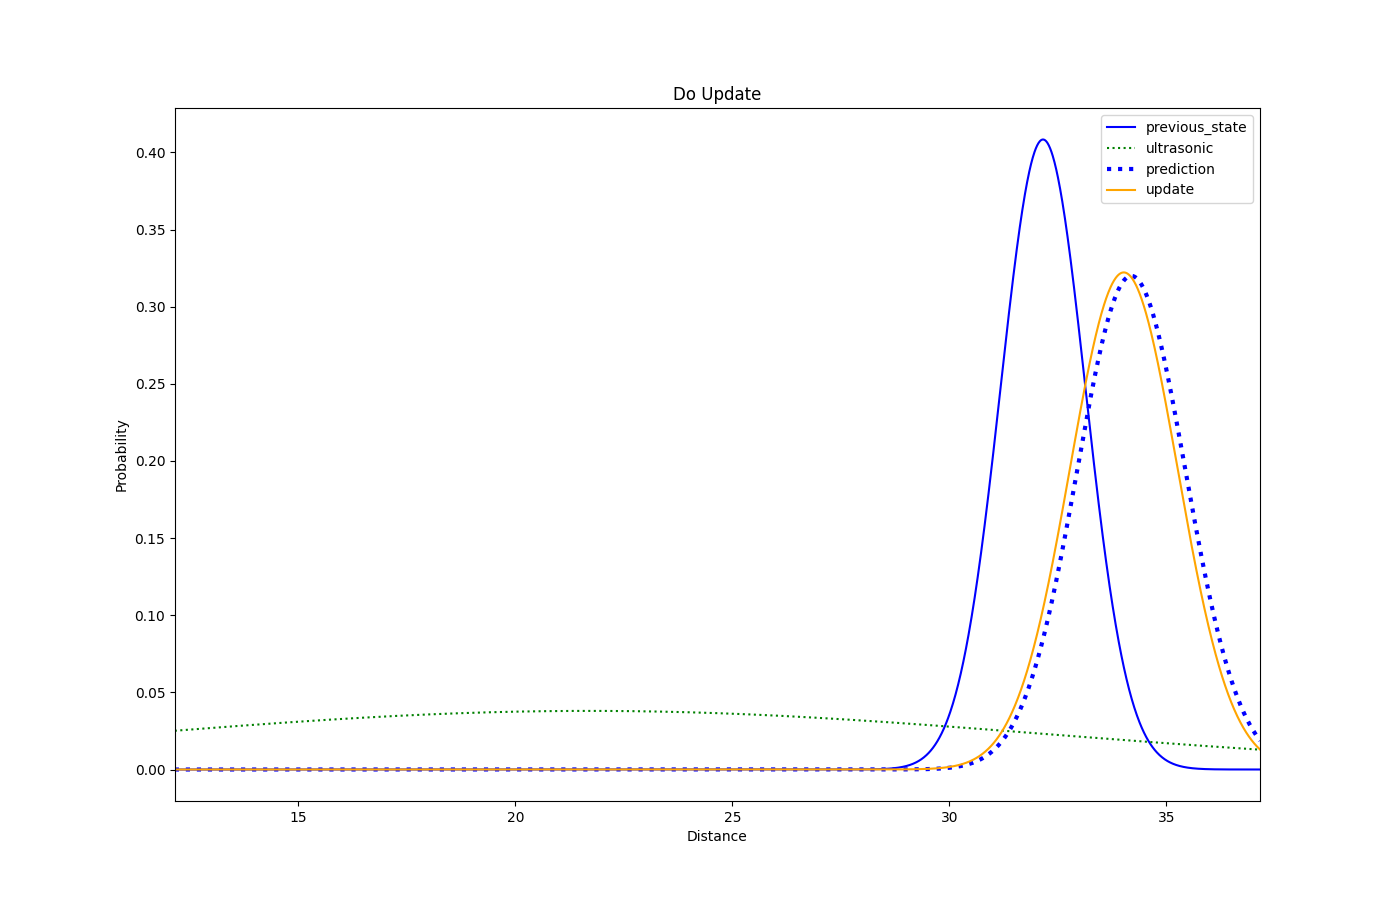 Do Update
previous_state
ultrasonic
prediction
update
0.40
0.35
0.30
0.25
0.20
0.15
0.10
0.05
0.00
Probability
15 20 25 30 35
Distance